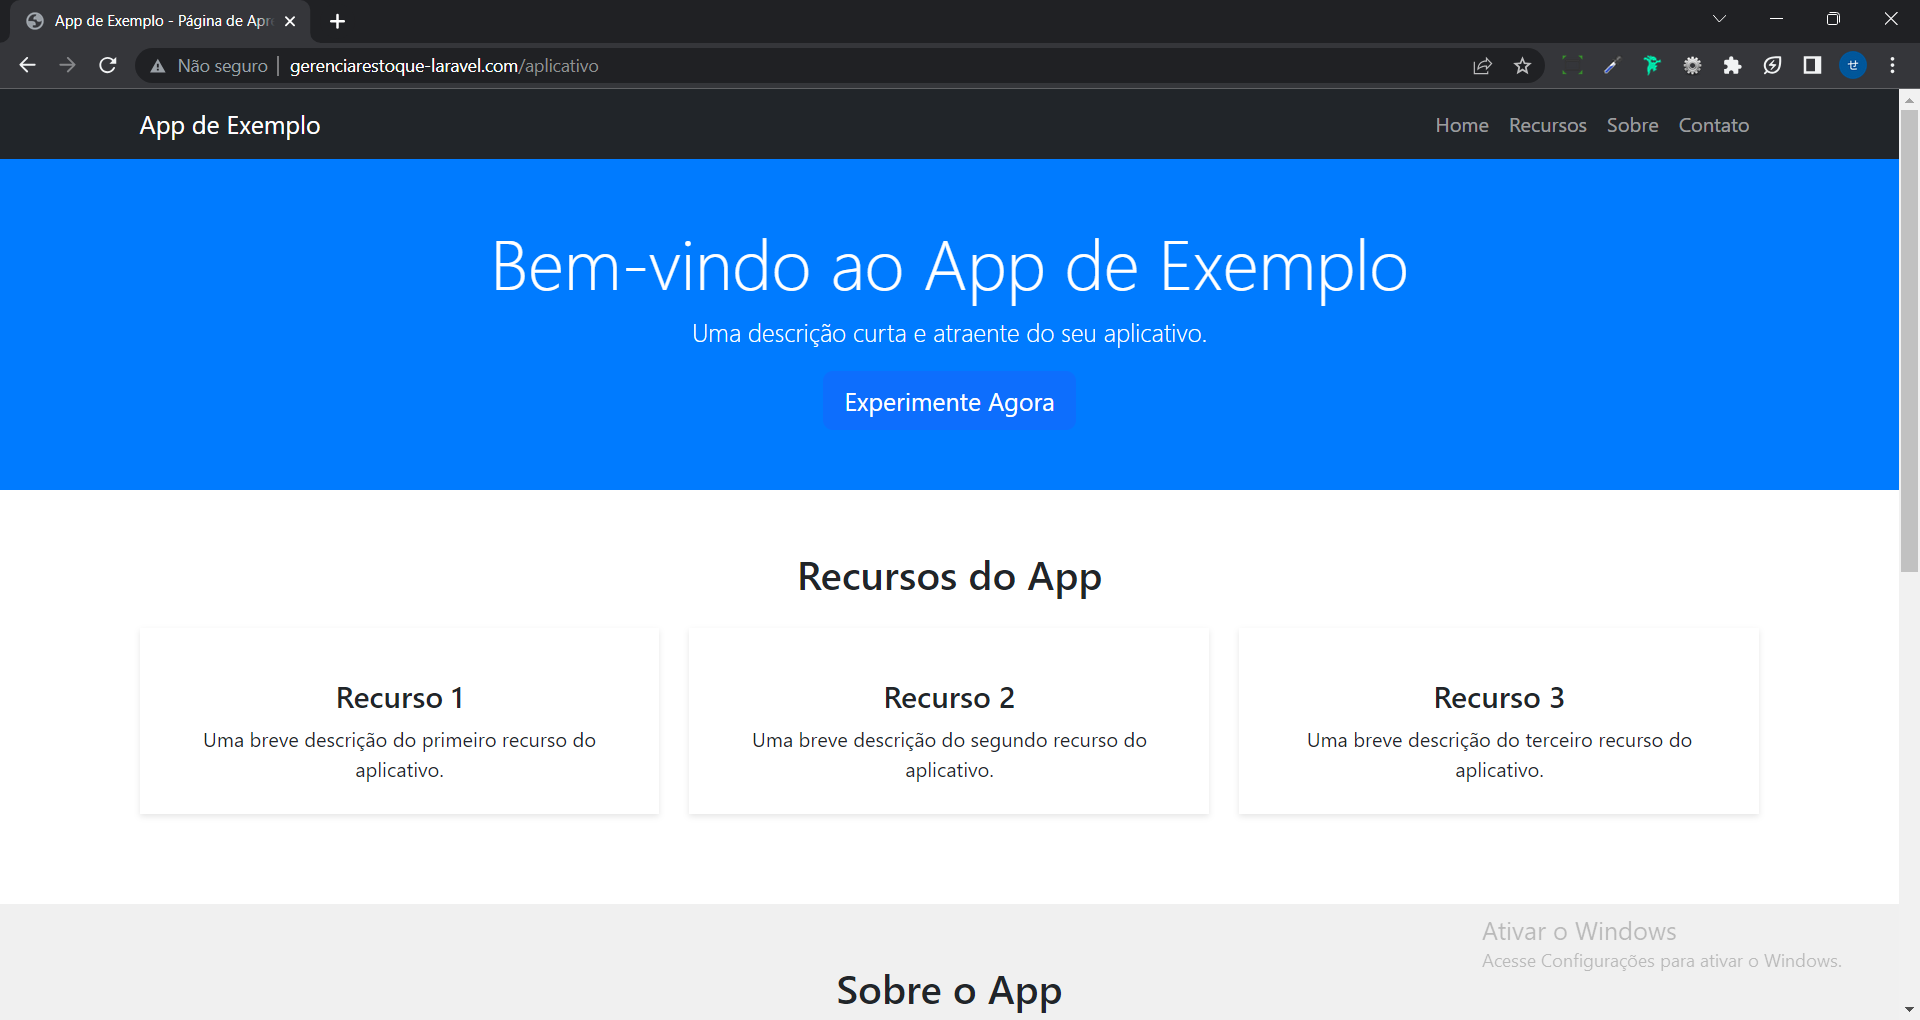 App de Exemplo - Página de Apr
Não seguro
gerenciarestoque-laravel.com/aplicativo
App de Exemplo
Home Recursos Sobre Contato
Bem-vindo ao App de Exemplo
Uma descrição curta e atraente do seu aplicativo.
Experimente Agora
Recursos do App
Recurso 1
Uma breve descrição do primeiro recurso do
aplicativo.
Recurso 2
Uma breve descrição do segundo recurso do
aplicativo.
Recurso 3
Uma breve descrição do terceiro recurso do
aplicativo.
Ativar o Windows
Acesse Configurações para ativar o Windows.
Sobre o App